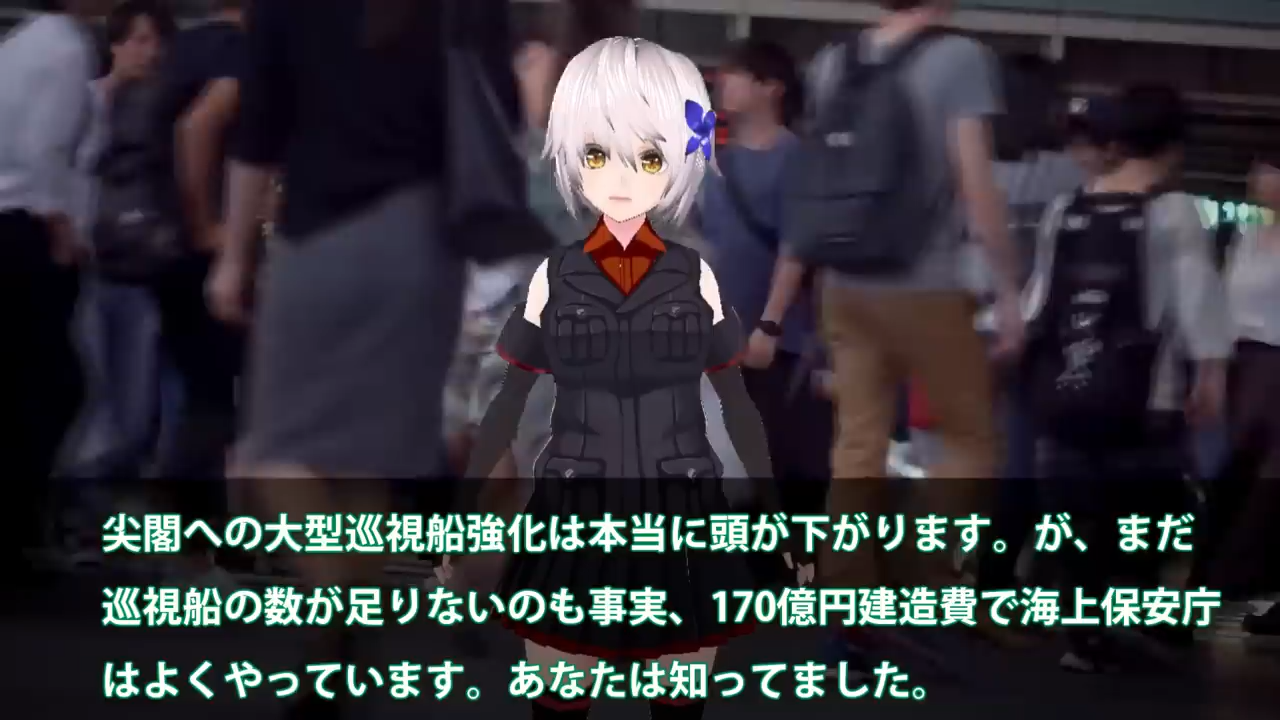 尖閣への大型巡視船強化は本当に頭が下がります。が、まだ
巡視船の数が足りないのも事実、170億円建造費で海上保安庁
はよくやっています。あなたは知ってました。